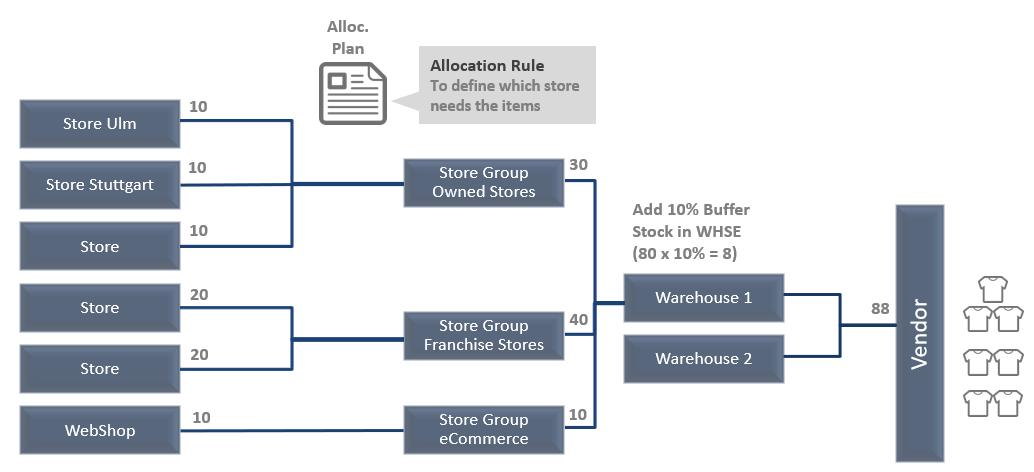 Alloc.
Plan
Allocation Rule
To define which store
needs the items
Store Ulm
10
Store Stuttgart
10
Store
10
Store
20
Store
20
WebShop
10
Store Group
Owned Stores
30
Store Group
Franchise Stores
40
Store Group
eCommerce
10
Add 10% Buffer
Stock in WHSE
(80 x 10% = 8)
Warehouse 1
Warehouse 2
88
Vendor